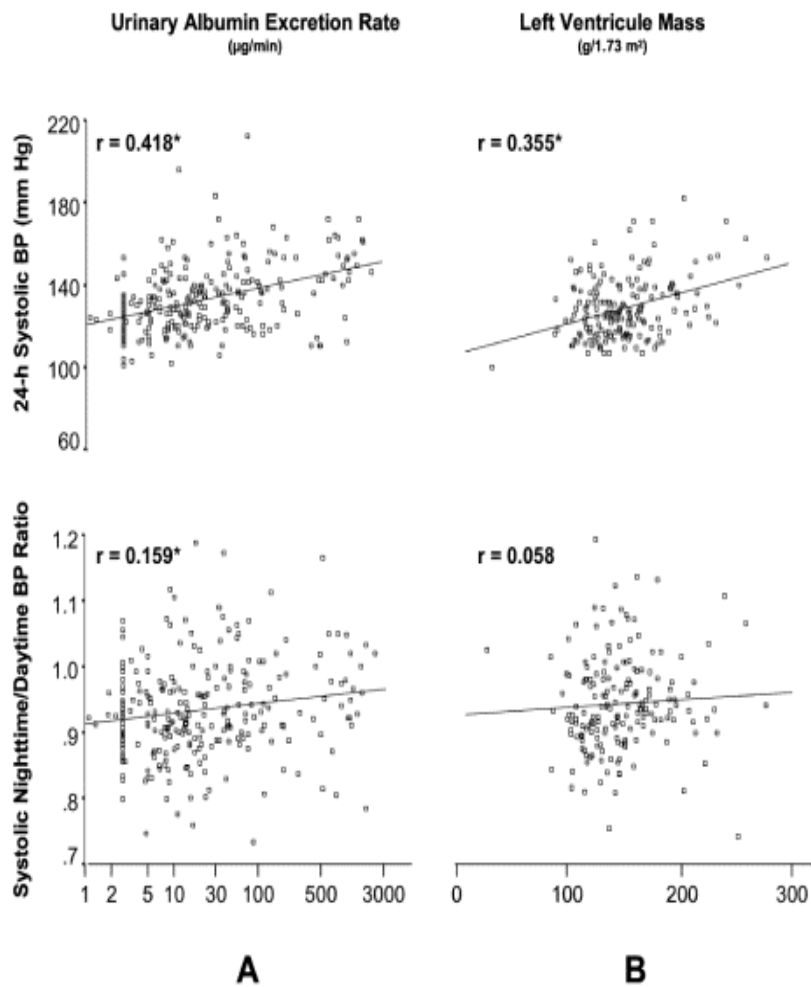 Urinary Albumin Excretion Rate
(µg/min)
Left Ventricule Mass
(g/1.73 m²)
24-h Systolic BP (mm Hg)
220
180
140
100
60
r = 0.418*
r = 0.355*
Systolic Nighttime/Daytime BP Ratio
1.2
1.1
1.0
.9
.8
.7
r = 0.159*
r = 0.058
1 2 5 10 30 100 500 3000
0 100 200 300
A
B